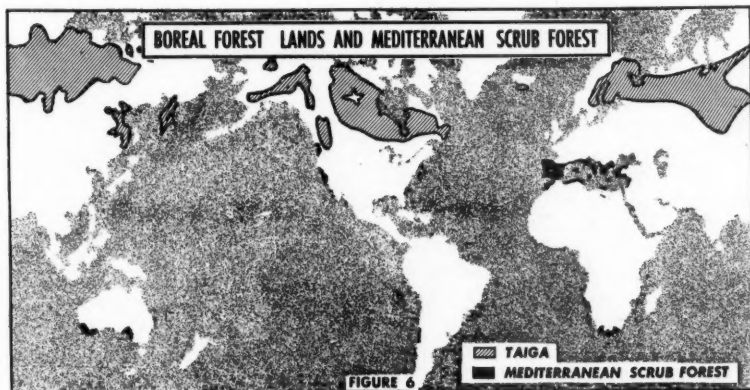 BOREAL FOREST LANDS AND MEDITERRANEAN SCRUB FOREST
TAIGA
MEDITERRANEAN SCRUB FOREST
FIGURE 6